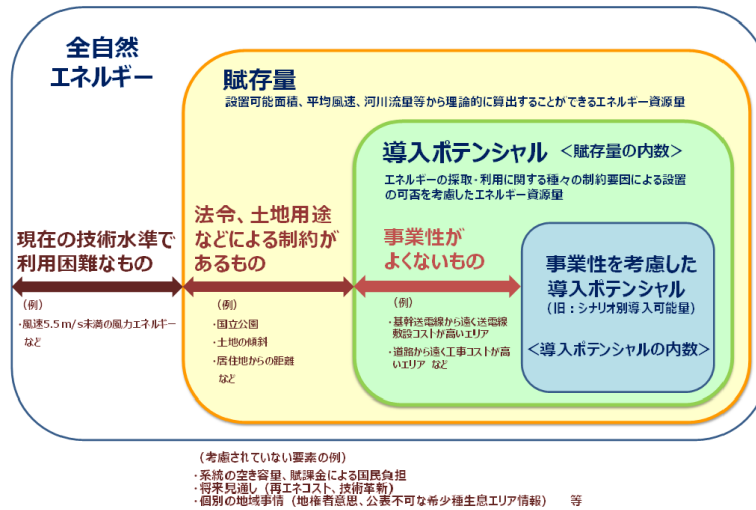 全自然
エネルギー
賦存量
設置可能面積、平均風速、河川流量等から理論的に算出することができるエネルギー資源量
導入ポテンシャル <賦存量の内数>
エネルギーの採取・利用に関する種々の制約要因による設置
の可否を考慮したエネルギー資源量
現在の技術水準で
利用困難なもの
(例)
・風速5.5m/s未満の風力エネルギー
など
法令、土地用途
などによる制約が
あるもの
(例)
・国立公園
・土地の傾斜
・居住地からの距離
など
事業性が
よくないもの
(例)
・基幹送電線から遠く送電線
敷設コストが高いエリア
・道路から遠く工事コストが高
いエリア など
事業性を考慮した
導入ポテンシャル
(旧:シナリオ別導入可能量)
<導入ポテンシャルの内数>
(考慮されていない要素の例)
・系統の空き容量、賦課金による国民負担
・将来見通し(再エネコスト、技術革新)
・個別の地域事情(地権者意思、公表不可な希少種生息エリア情報) 等